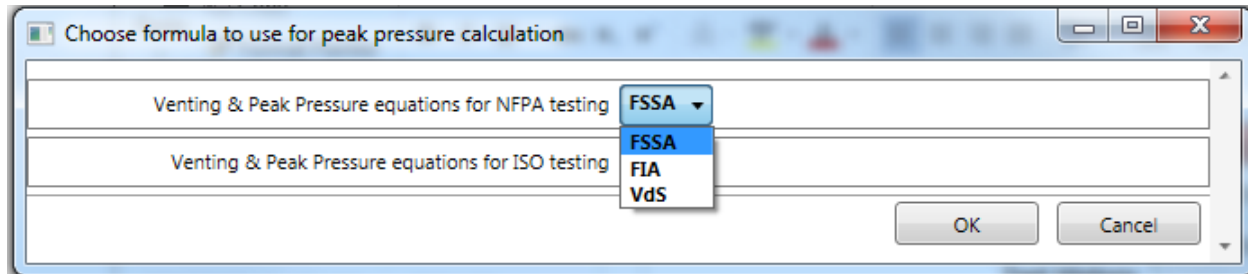 Choose formula to use for peak pressure calculation
Venting & Peak Pressure equations for NFPA testing FSSA
FSSA
Venting & Peak Pressure equations for ISO testing FIA
VdS
OK Cancel